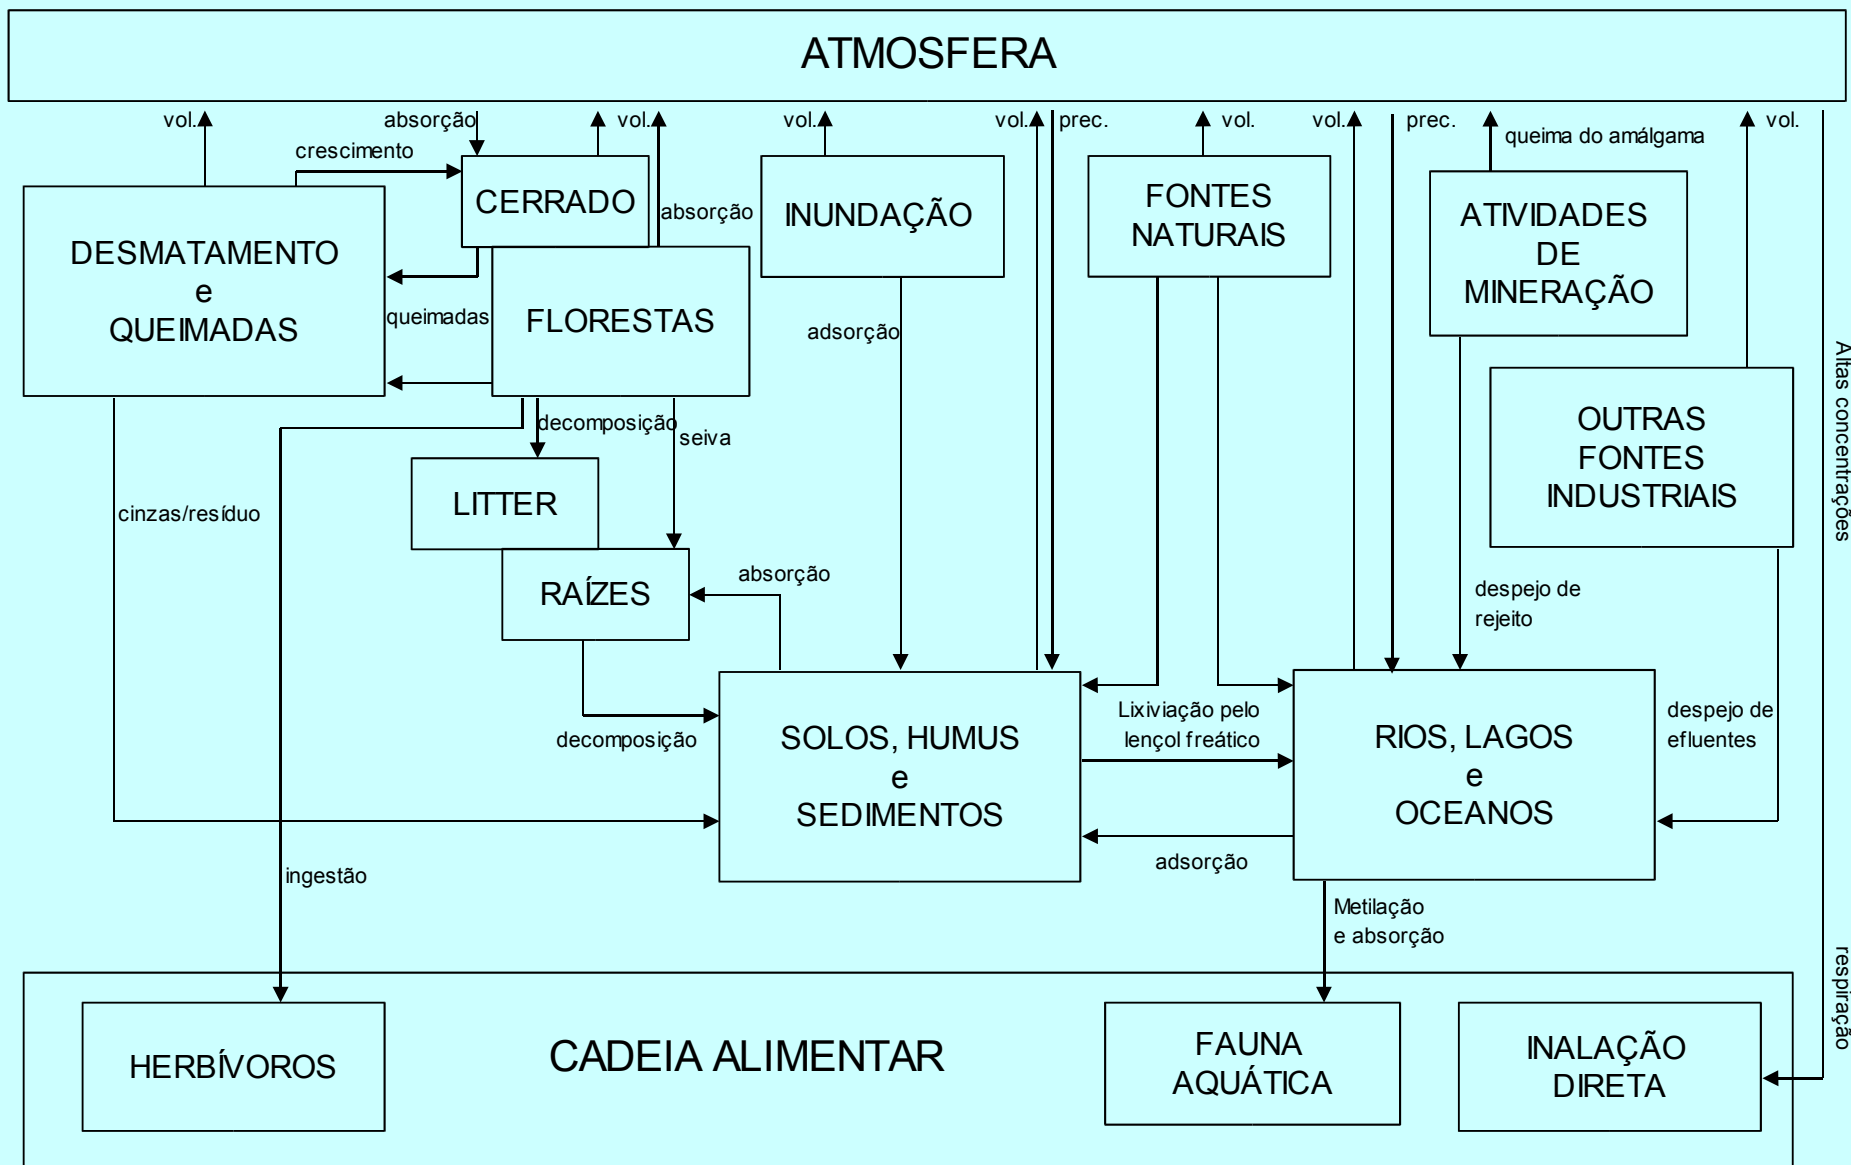 ATMOSFERA
vol.
absorção
vol.
vol.
vol.
prec.
vol.
vol.
prec.
queima do amálgama
vol.
crescimento
CERRADO
absorção
INUNDAÇÃO
FONTES
NATURAIS
ATIVIDADES
DE
MINERAÇÃO
DESMATAMENTO
e
QUEIMADAS
queimadas
FLORESTAS
adsorção
Altas concentrações
decomposição
seiva
OUTRAS
FONTES
INDUSTRIAIS
cinzas/resíduo
LITTER
RAÍZES
absorção
despejo de
rejeito
decomposição
SOLOS, HUMUS
e
SEDIMENTOS
Lixiviação pelo
lençol freático
RIOS, LAGOS
e
OCEANOS
despejo de
efluentes
adsorção
ingestão
Metilação
e absorção
respiração
HERBÍVOROS
CADEIA ALIMENTAR
FAUNA
AQUÁTICA
INALAÇÃO
DIRETA